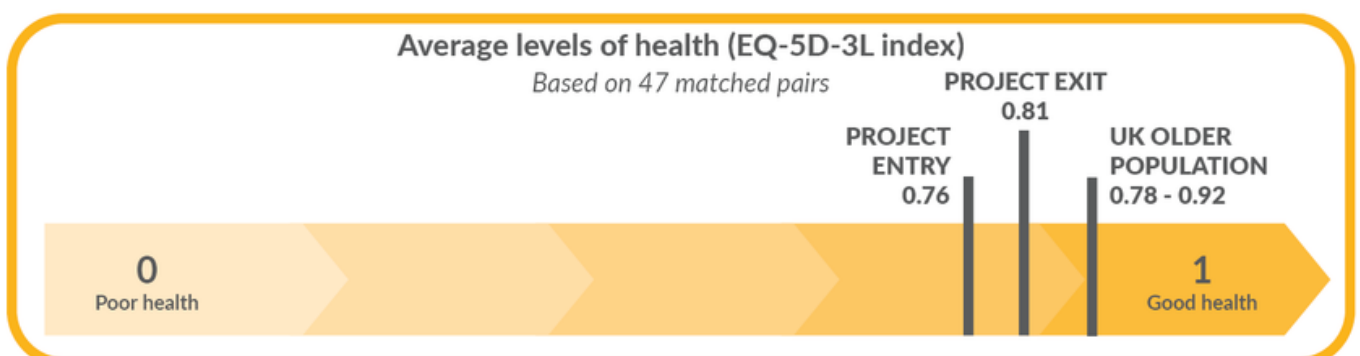 Average levels of health (EQ-5D-3L index)
Based on 47 matched pairs
PROJECT EXIT
0.81
PROJECT
ENTRY
0.76
UK OLDER
POPULATION
0.78 - 0.92
0
Poor health
1
Good health